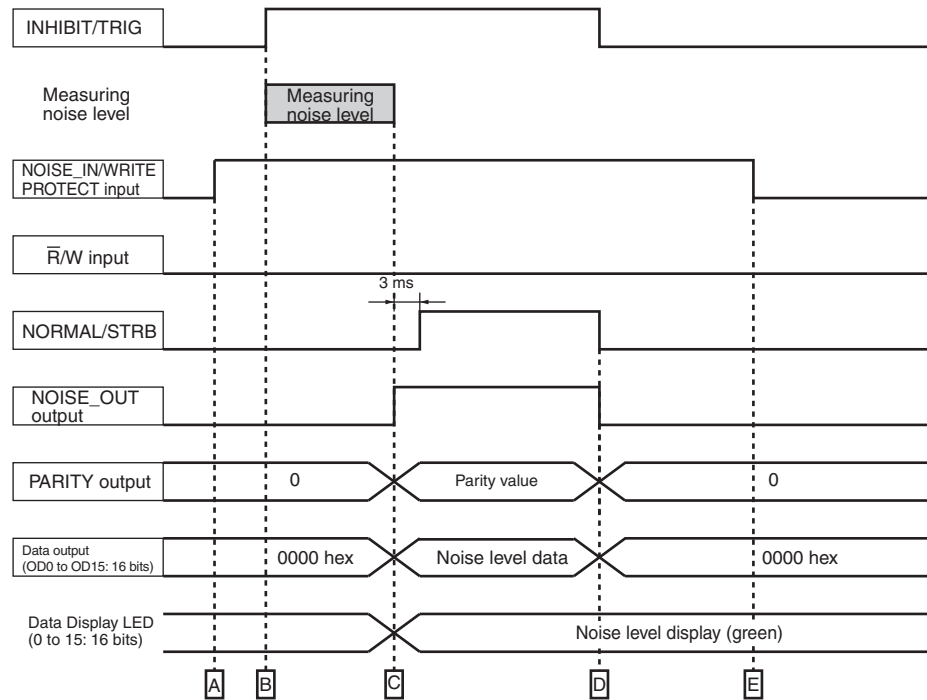 INHIBIT/TRIG
Measuring
noise level
Measuring
noise level
NOISE_IN/WRITE
PROTECT input
R̅/W input
3 ms
NORMAL/STRB
NOISE_OUT
output
PARITY output
0
Parity value
0
Data output
(OD0 to OD15: 16 bits)
0000 hex
Noise level data
0000 hex
Data Display LED
(0 to 15: 16 bits)
Noise level display (green)
A B C D E